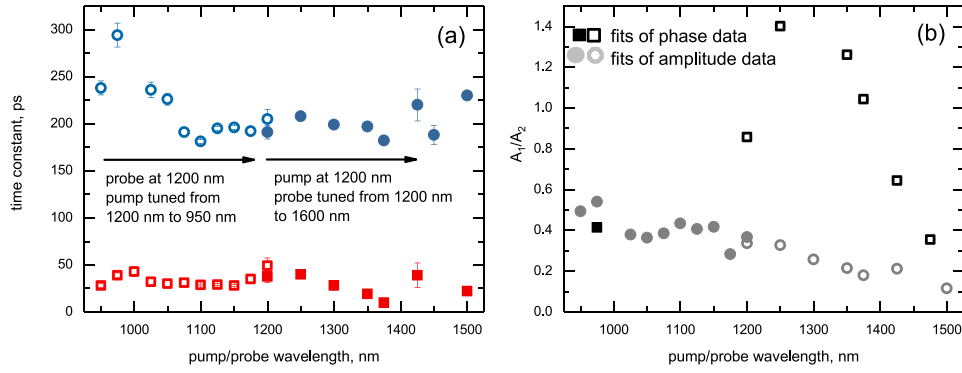 (a)
300
250
200
150
100
50
0
time constant, ps
probe at 1200 nm
pump tuned from
1200 nm to 950 nm
pump at 1200 nm
probe tuned from 1200 nm
to 1600 nm
1000 1100 1200 1300 1400 1500
pump/probe wavelength, nm
(b)
fits of phase data
fits of amplitude data
1.4
1.2
1.0
0.8
0.6
0.4
0.2
0.0
A1/A2
1000 1100 1200 1300 1400 1500
pump/probe wavelength, nm